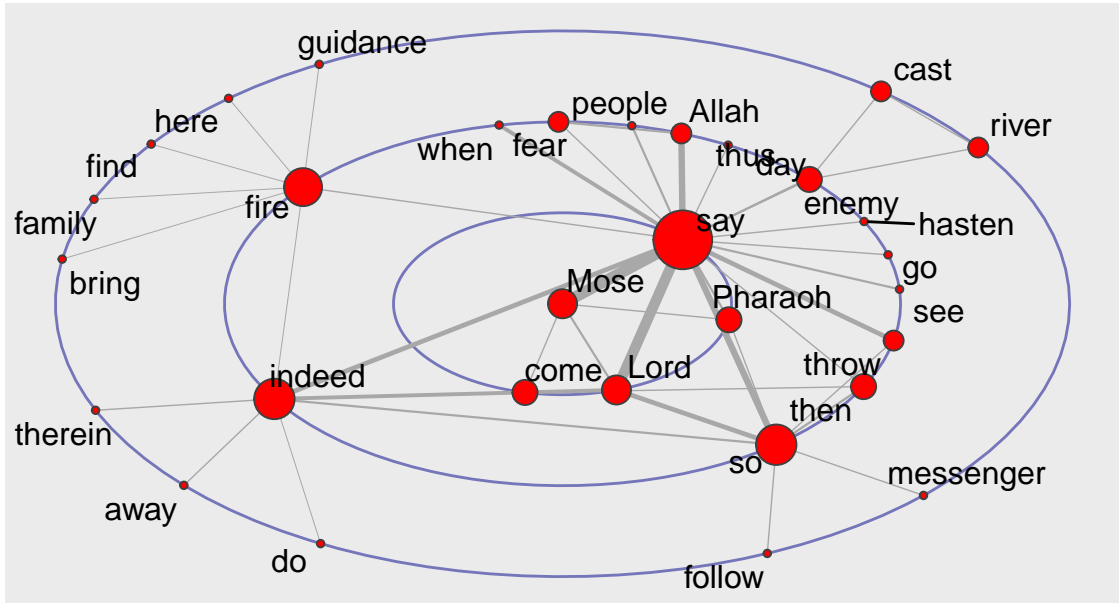 guidance
cast
people
Allah
here
river
when
fear
thus
day
find
fire
enemy
family
say
hasten
bring
Mose
go
Pharaoh
see
indeed
come
Lord
throw
then
therein
so
messenger
away
do
follow